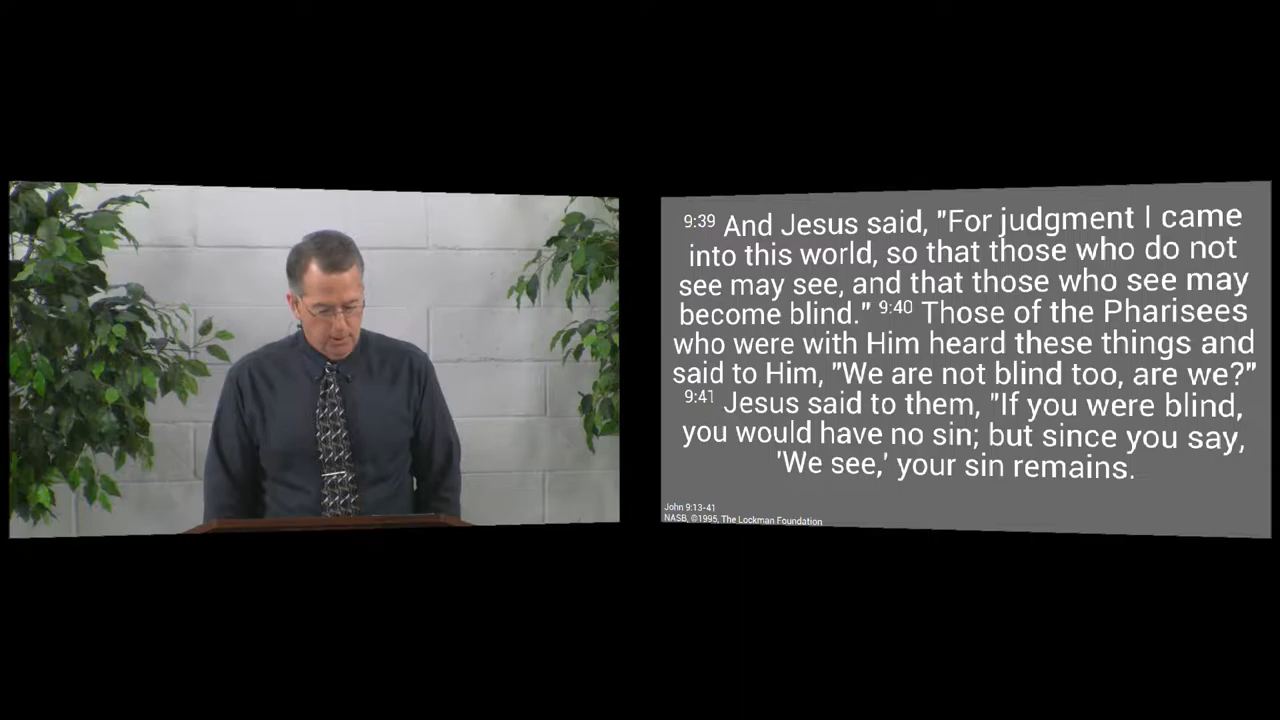 9:39 And Jesus said, "For judgment I came
into this world, so that those who do not
see may see, and that those who see may
become blind." 9:40 Those of the Pharisees
who were with Him heard these things and
said to Him, "We are not blind too, are we?"
9:41 Jesus said to them, "If you were blind,
you would have no sin; but since you say,
'We see,' your sin remains.
John 9:13-41
NASB, ©1995, The Lockman Foundation